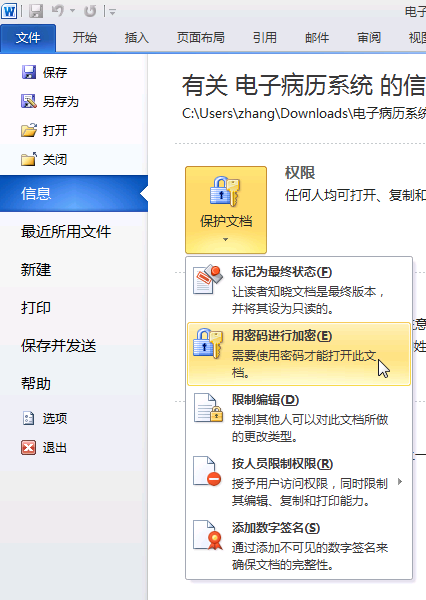 电子
文件 开始 插入 页面布局 引用 邮件 审阅 视图
保存
另存为
打开
关闭
信息
最近所用文件
新建
打印
保存并发送
帮助
选项
退出
有关 电子病历系统 的信
C:\Users\zhang\Downloads\电子病历系统
保护文档
权限
任何人均可打开、复制和
标记为最终状态(F)
让读者知晓文档是最终版本，
并将其设为只读的。
用密码进行加密(E)
需要使用密码才能打开此文
档。
限制编辑(D)
控制其他人可以对此文档所做
的更改类型。
按人员限制权限(R)
授予用户访问权限，同时限制
其编辑、复制和打印能力。
添加数字签名(S)
通过添加不可见的数字签名来
确保文档的完整性。